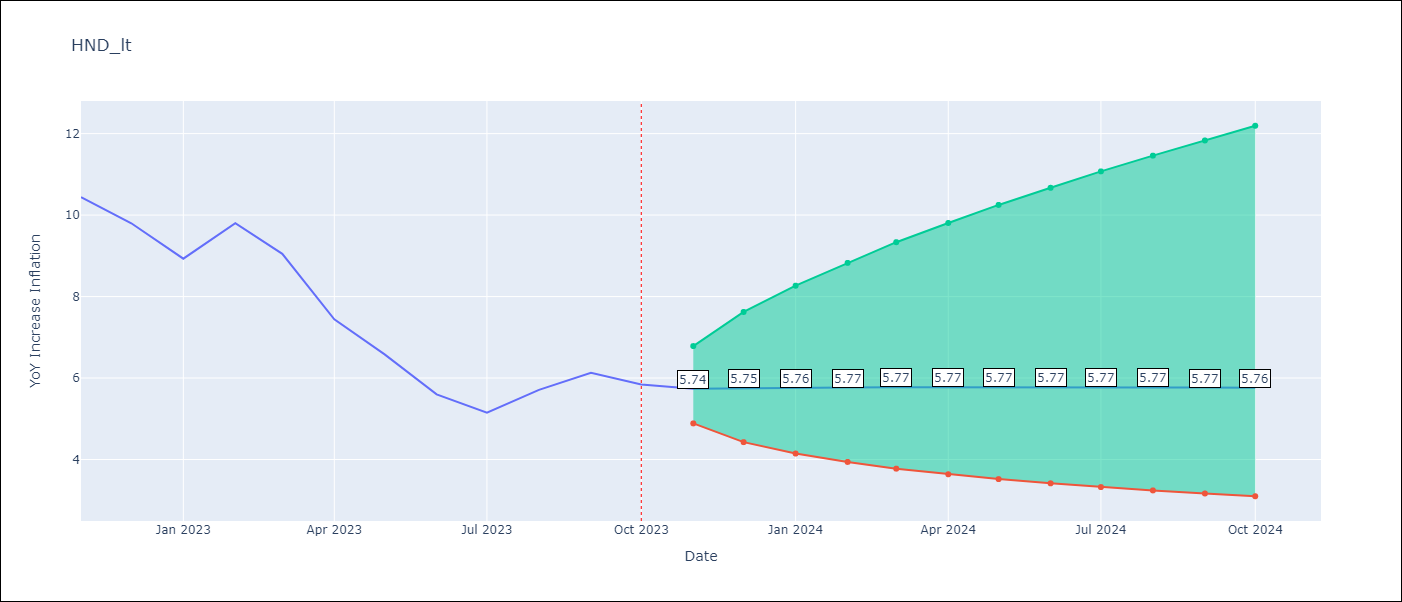 HND_lt
YoY Increase Inflation
12
10
8
6
4
5.74 5.75 5.76 5.77 5.77 5.77 5.77 5.77 5.77 5.77 5.77 5.76
Jan 2023 Apr 2023 Jul 2023 Oct 2023 Jan 2024 Apr 2024 Jul 2024 Oct 2024
Date